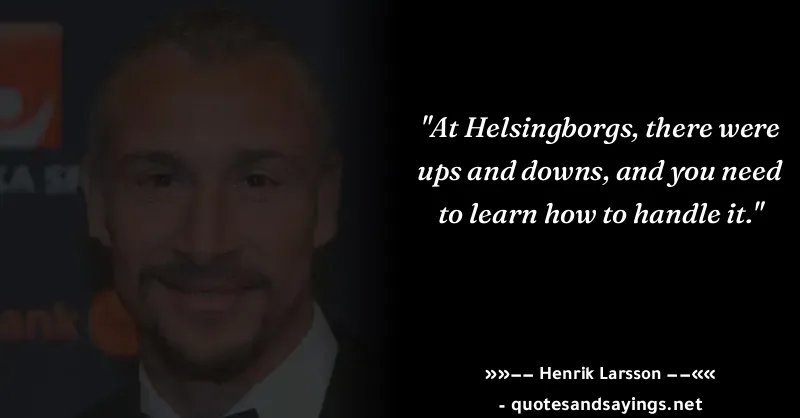 "At Helsingborgs, there were
ups and downs, and you need
to learn how to handle it."
»»−− Henrik Larsson −−««
- quotesandsayings.net
ank